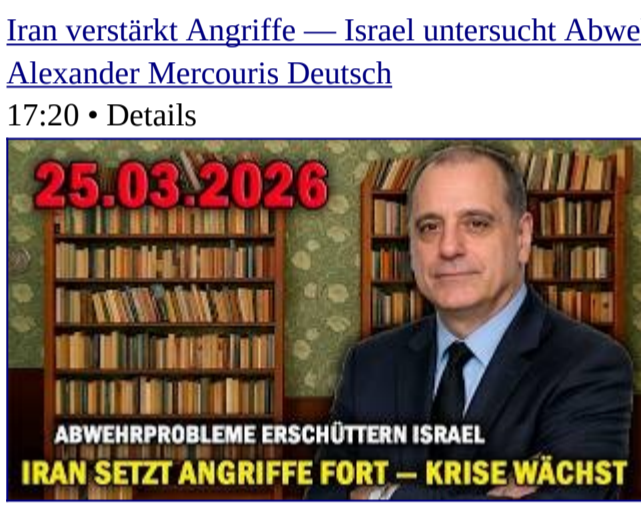 Iran verstärkt Angriffe — Israel untersucht Abwe
Alexander Mercouris Deutsch
17:20 • Details
25.03.2026
ABWEHRPROBLEME ERSCHÜTTERN ISRAEL
IRAN SETZT ANGRIFFE FORT – KRISE WÄCHST